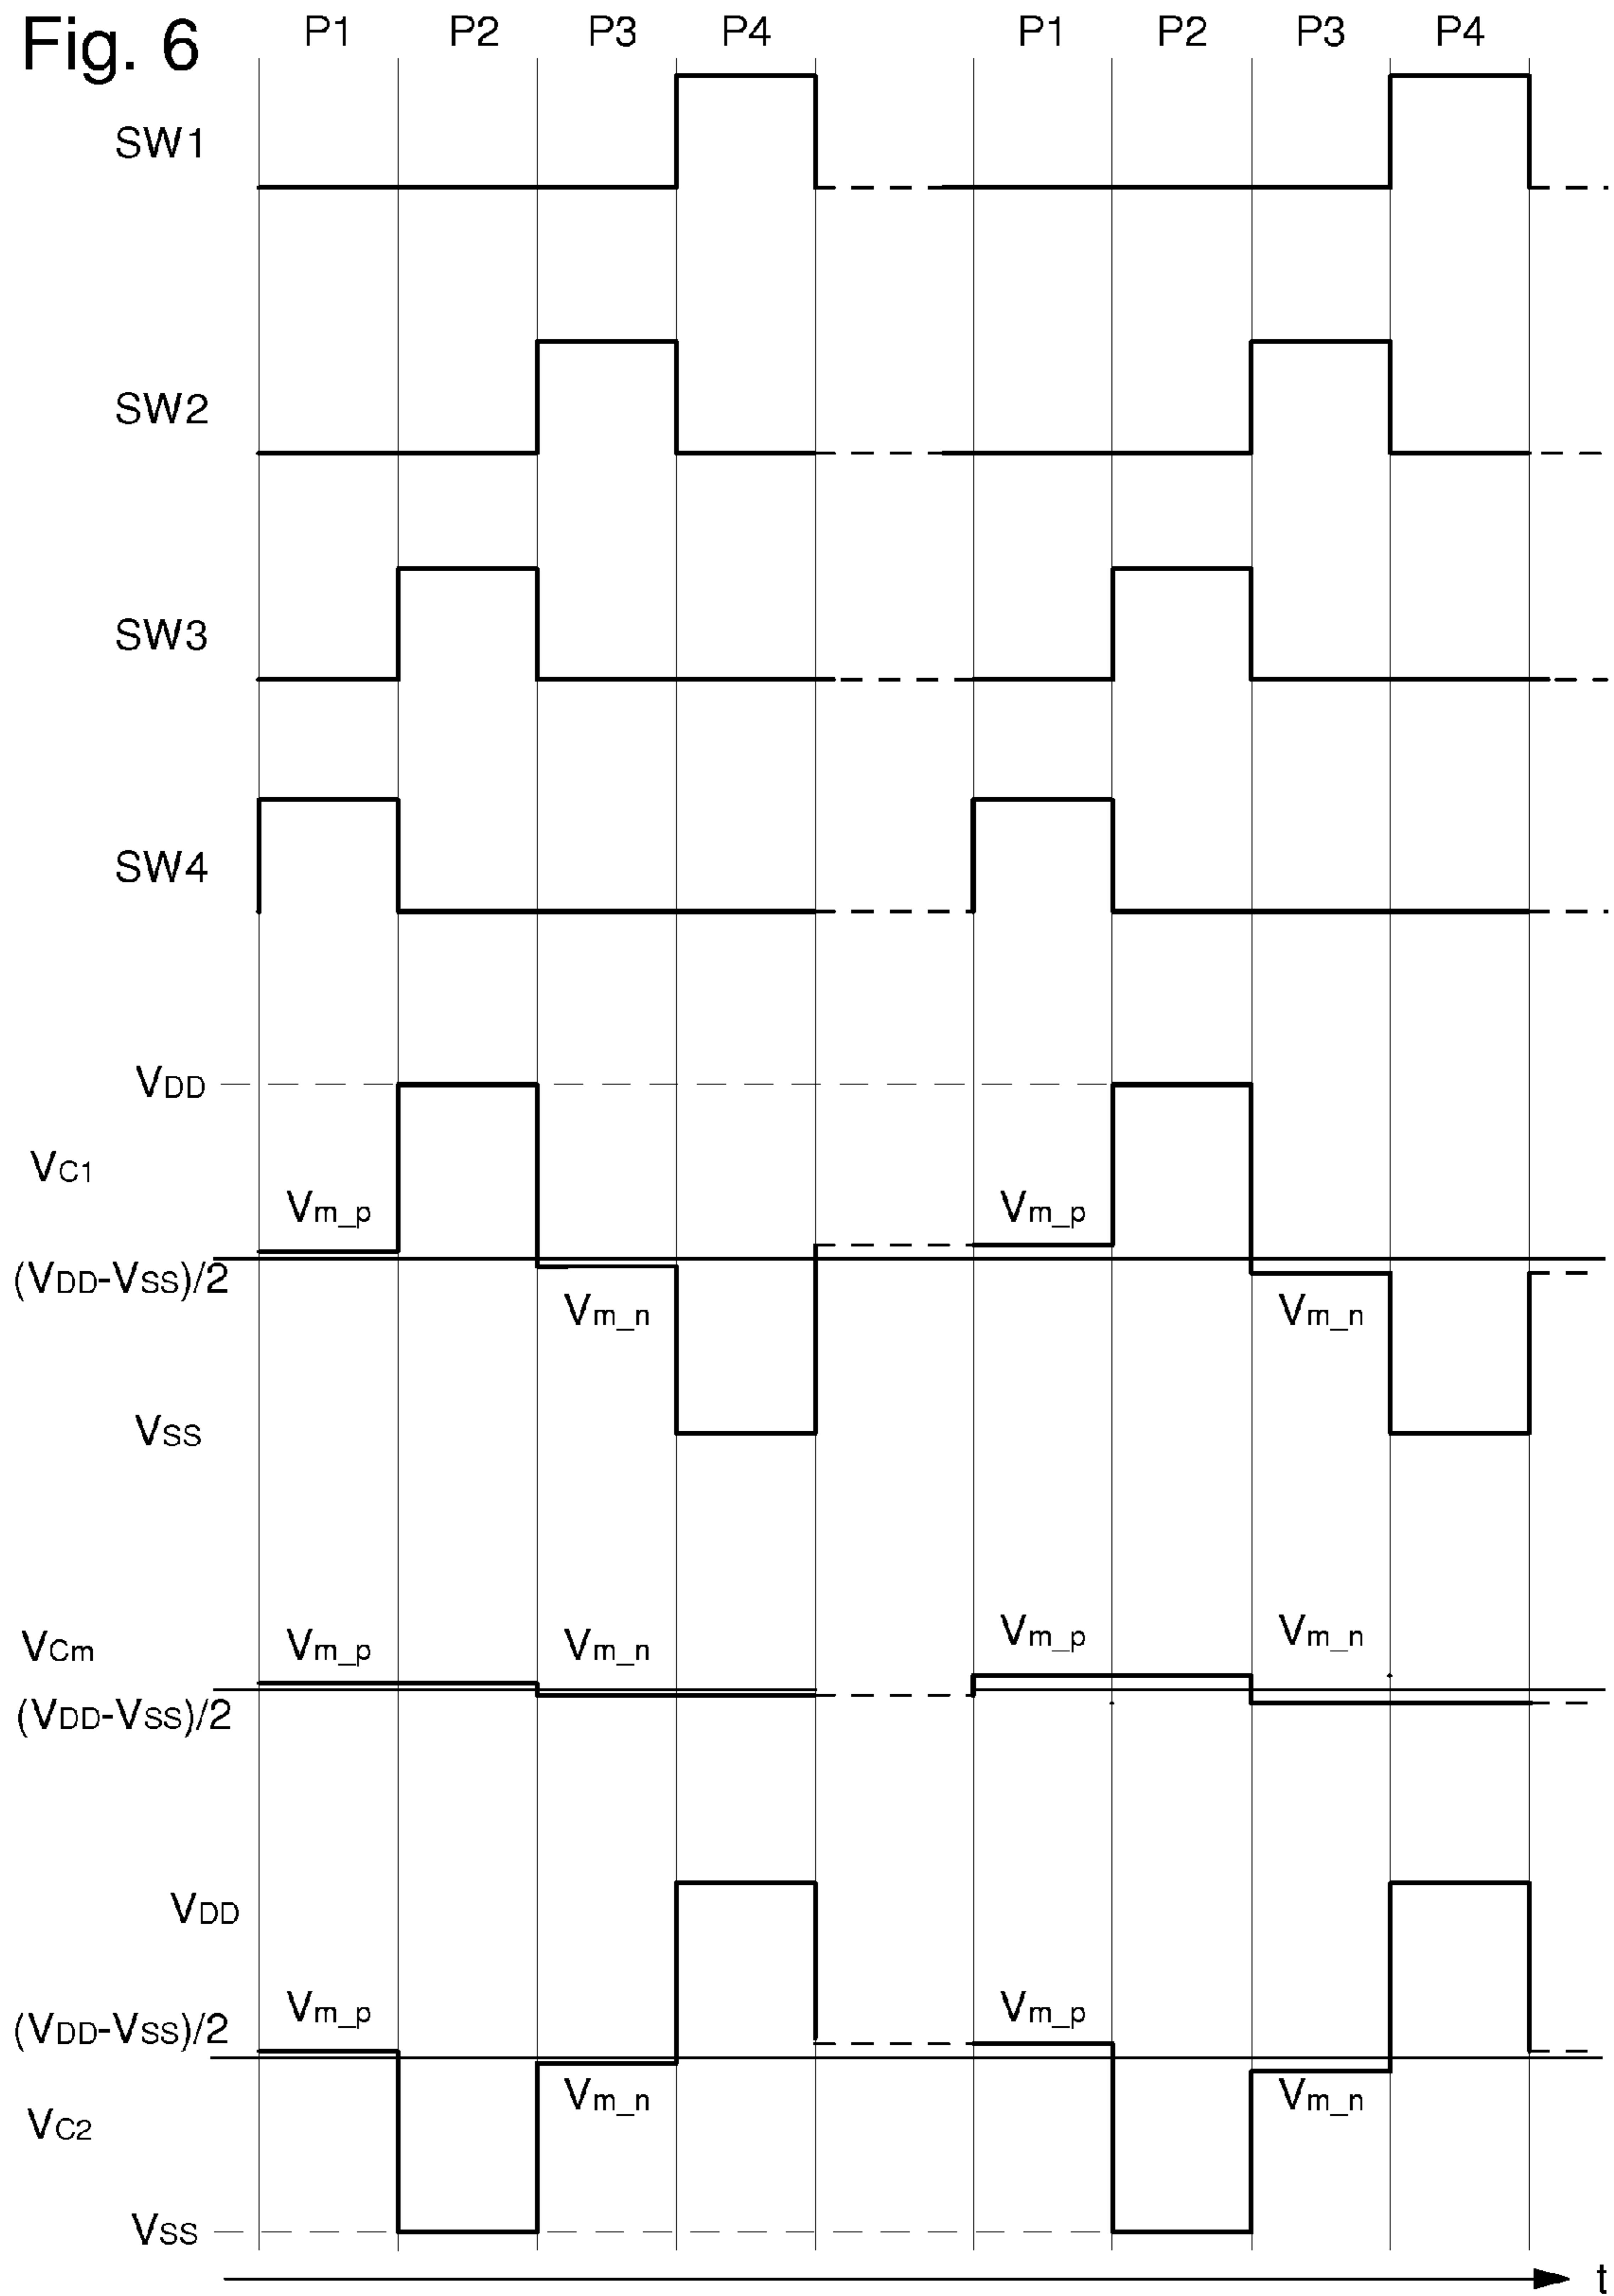 Fig. 6
P1 P2 P3 P4 P1 P2 P3 P4
SW1
SW2
SW3
SW4
VDD
VC1
Vm_p Vm_p
(VDD-VSS)/2
Vm_n Vm_n
VSS
VCm Vm_p Vm_n Vm_p Vm_n
(VDD-VSS)/2
VDD
Vm_p Vm_p
(VDD-VSS)/2
Vm_n Vm_n
VC2
VSS
t